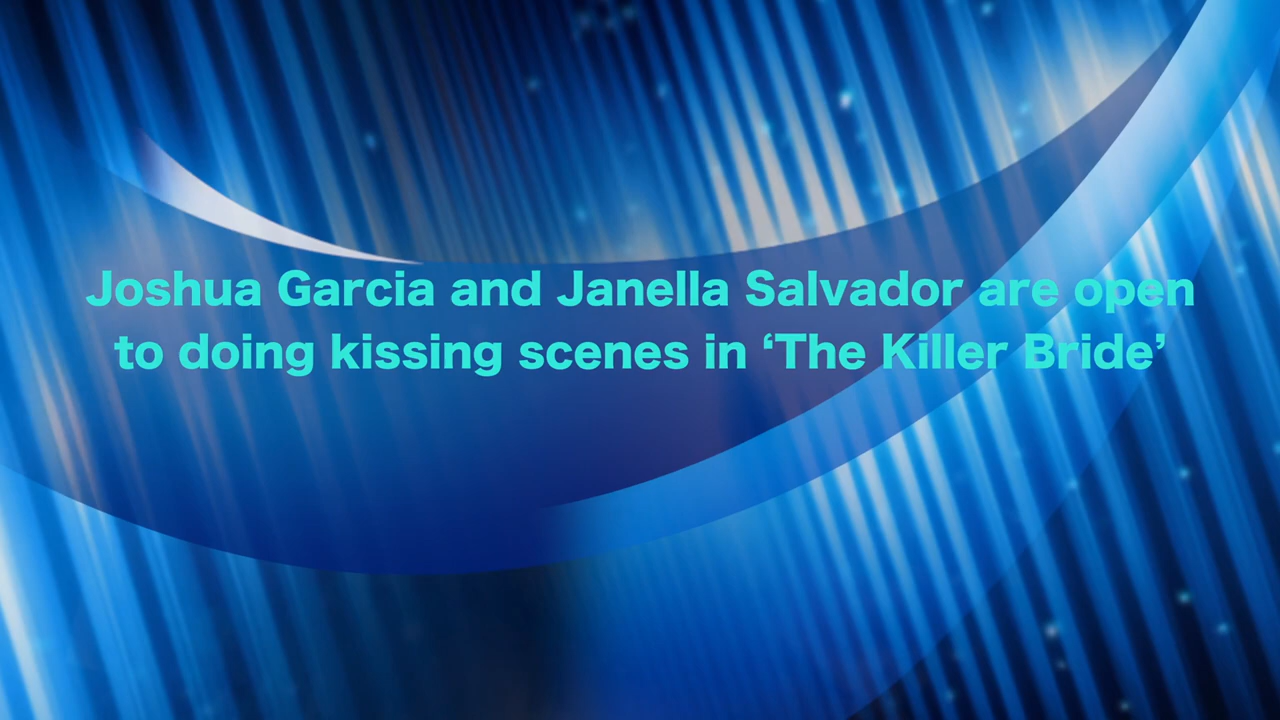 Joshua Garcia and Janella Salvador are open
to doing kissing scenes in ‘The Killer Bride’